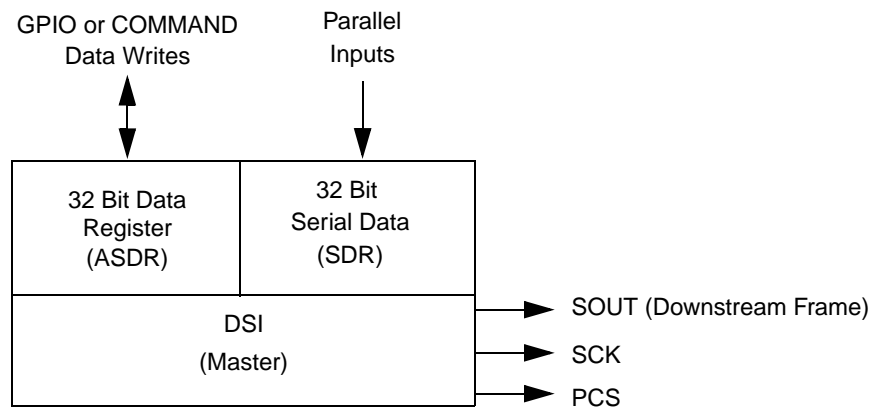 GPIO or COMMAND
Data Writes
Parallel
Inputs
32 Bit Data
Register
(ASDR)
32 Bit
Serial Data
(SDR)
DSI
(Master)
SOUT (Downstream Frame)
SCK
PCS